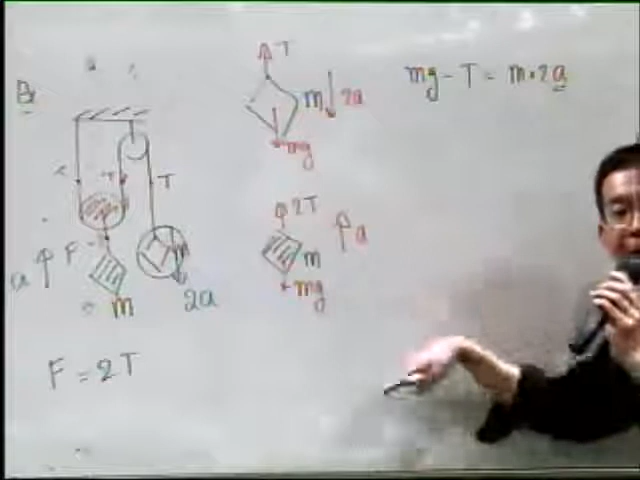 T
mg - T = m·2a
m 2a
mg
T
2T
a
m
mg
a F
m
m
2a
F = 2T